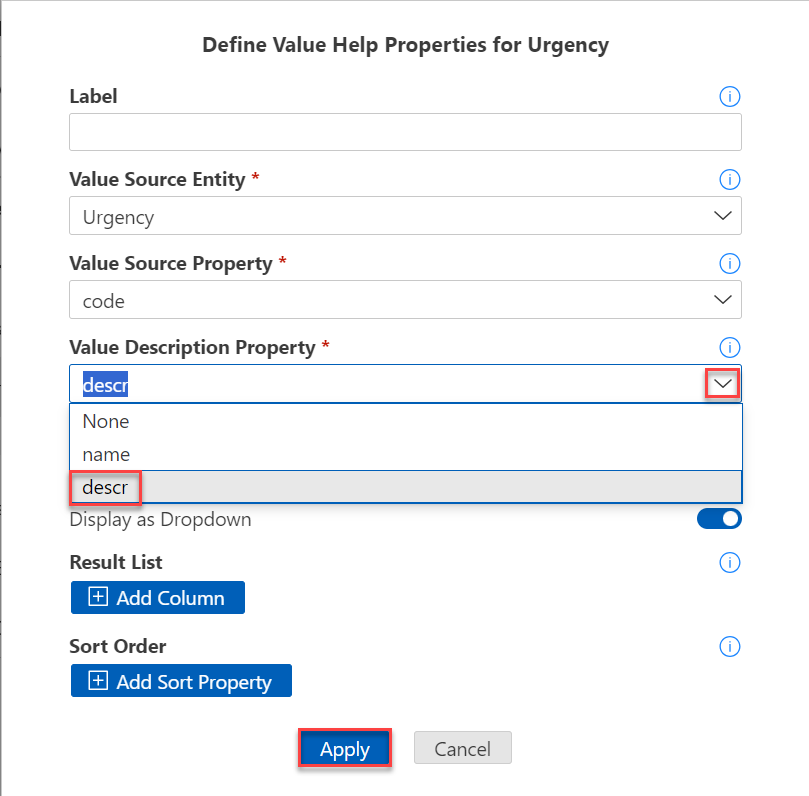 Define Value Help Properties for Urgency
Label
Value Source Entity *
Urgency
Value Source Property *
code
Value Description Property *
descr
None
name
descr
Display as Dropdown
Result List
Add Column
Sort Order
Add Sort Property
Apply Cancel